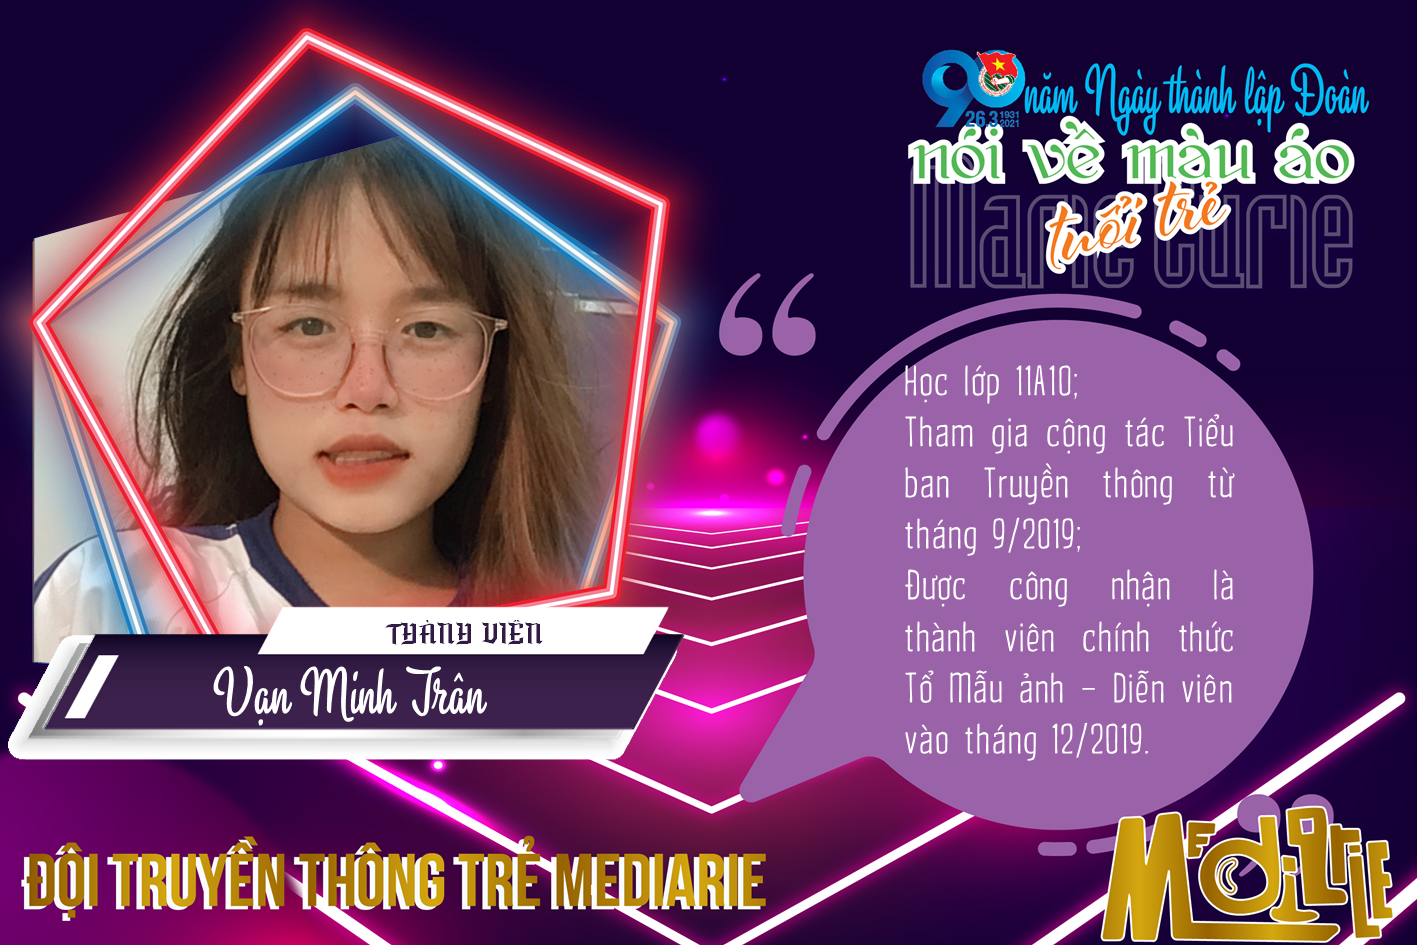 90 năm Ngày thành lập Đoàn
26.3 1931 2021
nói về màu áo
tuổi trẻ
Marie Curie
Học lớp 11A10;
Tham gia cộng tác Tiểu
ban Truyền thông từ
tháng 9/2019;
Được công nhận là
thành viên chính thức
Tổ Mẫu ảnh – Diễn viên
vào tháng 12/2019.
THÀNH VIÊN
Vạn Minh Trân
ĐỘI TRUYỀN THÔNG TRẺ MEDIARIE
MEDIARIE